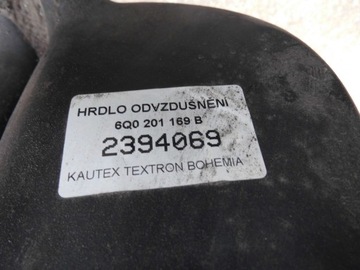 HRDLO ODVZDUŠNĚNÍ
6Q0 201 169 B
2394069
KAUTEX TEXTRON BOHEMIA